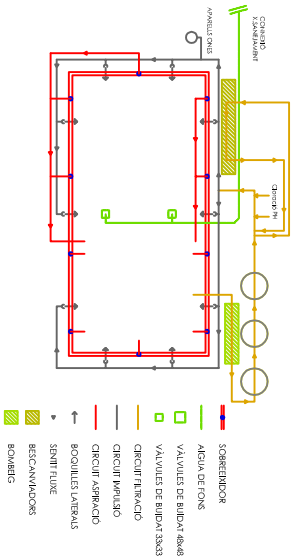 CONNEXIÓ
X.SANEJAMENT
APARELLS ONES
Cloració PH
SOBREEIXIDOR
AIGUA DE FONS
VÀLVULES DE BUIDAT 48x48
VÀLVULES DE BUIDAT 33x33
CIRCUIT FILTRACIÓ
CIRCUIT IMPULSIÓ
CIRCUIT ASPIRACIÓ
BOQUILLES LATERALS
SENTIT FLUXE
BESCANVIADORS
BOMBEIG